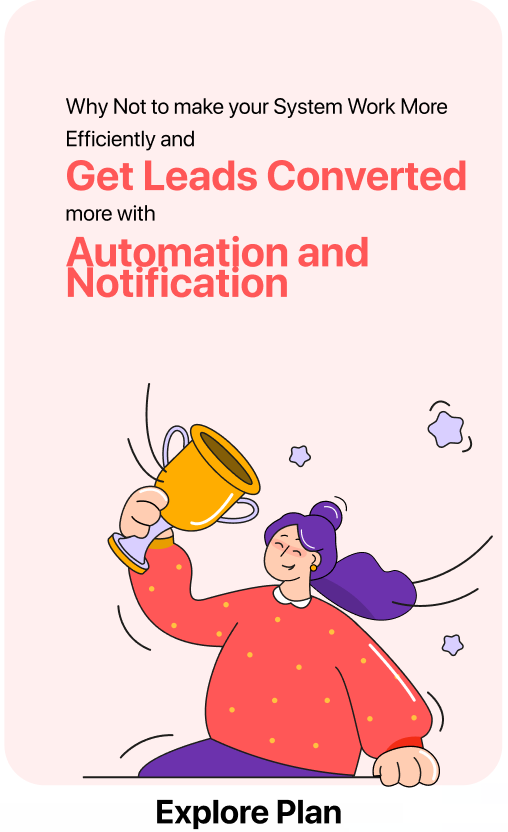 Why Not to make your System Work More
Efficiently and
Get Leads Converted
more with
Automation and
Notification
Explore Plan